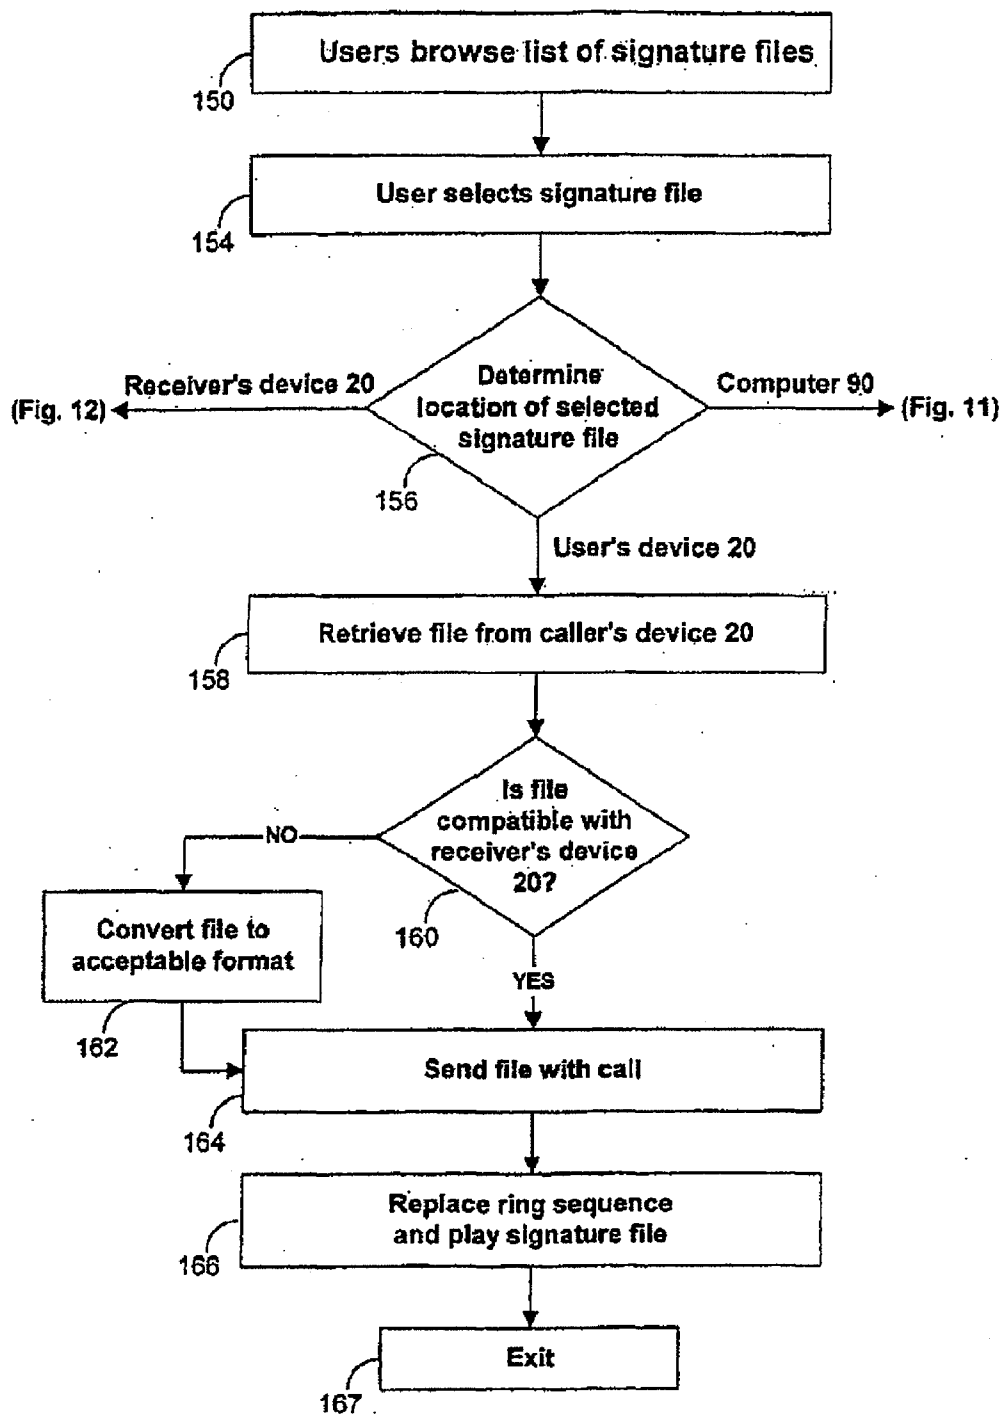 Users browse list of signature files
150
User selects signature file
154
Determine
location of selected
signature file
Receiver's device 20
(Fig. 12)
Computer 90
(Fig. 11)
156
User's device 20
Retrieve file from caller's device 20
158
Is file
compatible with
receiver's device
20?
NO
160
Convert file to
acceptable format
YES
162
Send file with call
164
Replace ring sequence
and play signature file
166
Exit
167